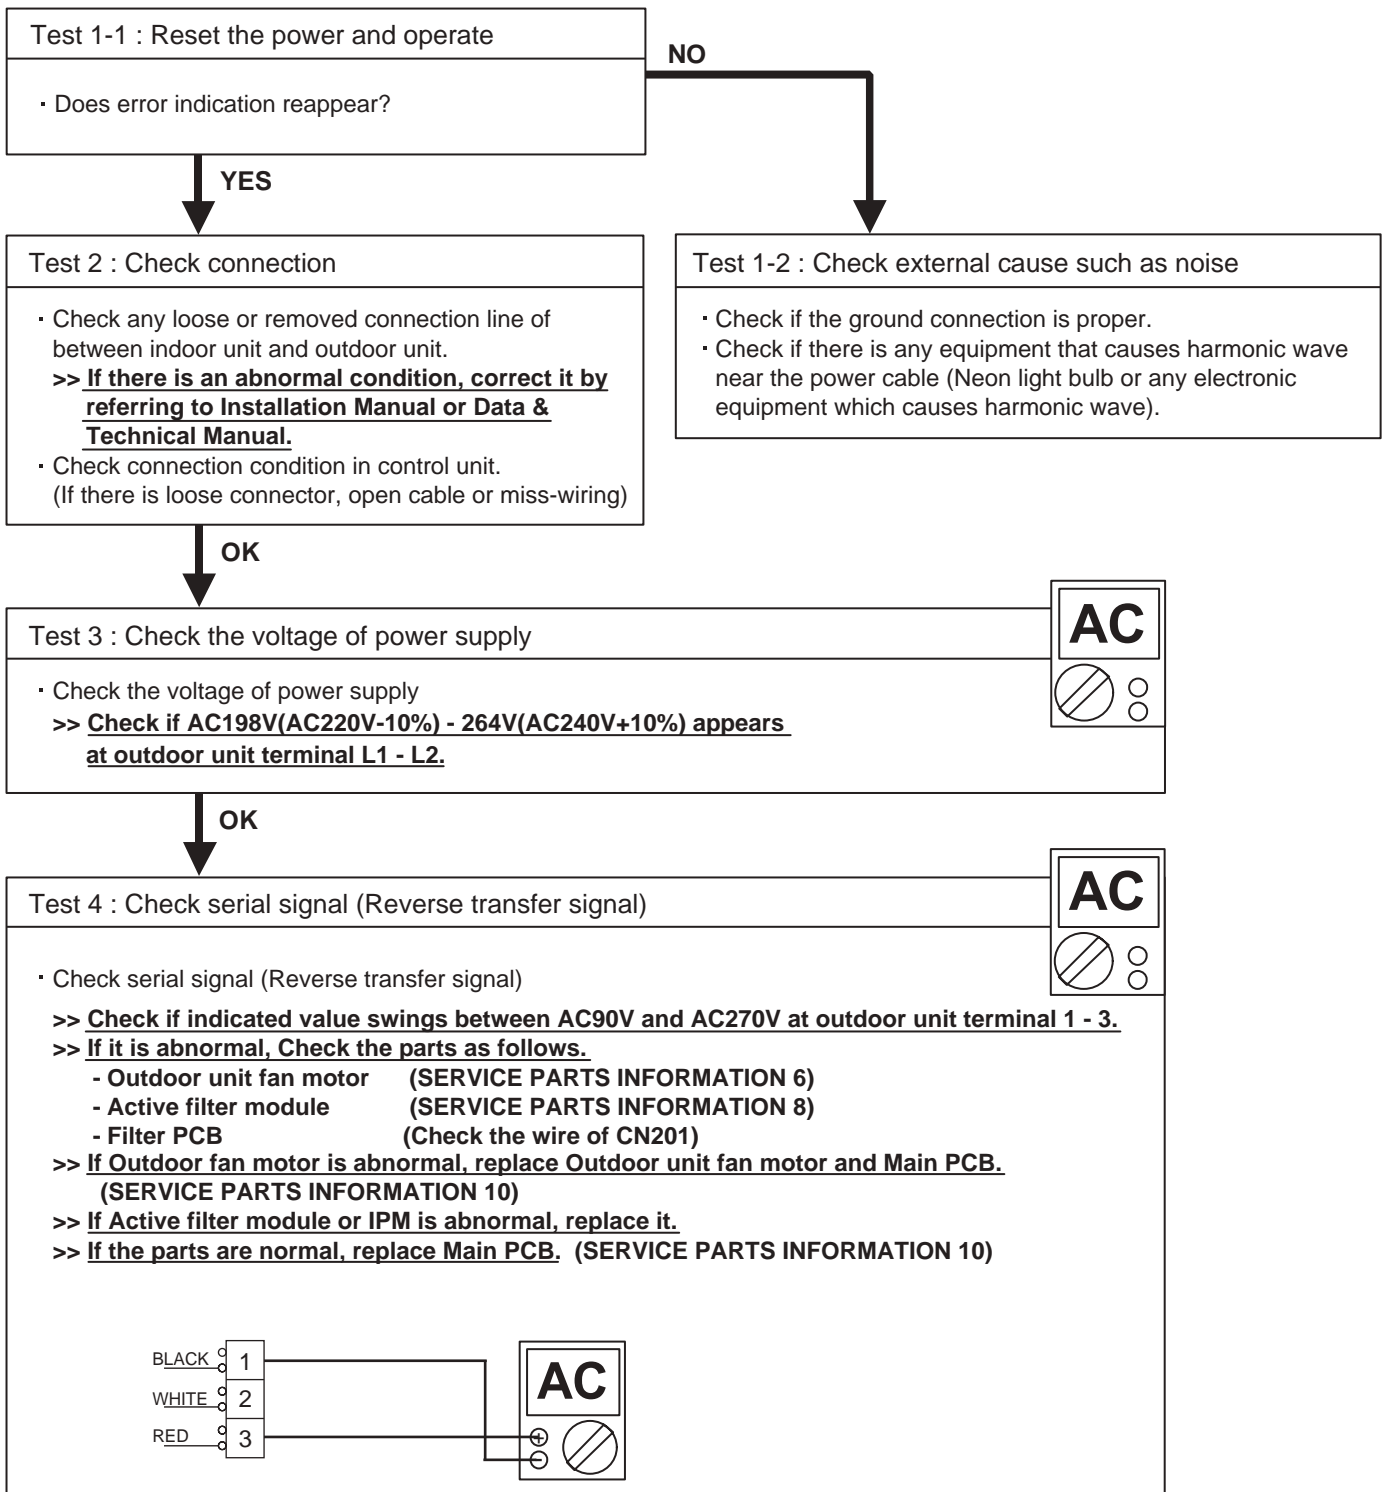 Test 1-1 : Reset the power and operate
NO
· Does error indication reappear?
YES
Test 2 : Check connection
· Check any loose or removed connection line of
between indoor unit and outdoor unit.
>> If there is an abnormal condition, correct it by
referring to Installation Manual or Data &
Technical Manual.
· Check connection condition in control unit.
(If there is loose connector, open cable or miss-wiring)
Test 1-2 : Check external cause such as noise
· Check if the ground connection is proper.
· Check if there is any equipment that causes harmonic wave
near the power cable (Neon light bulb or any electronic
equipment which causes harmonic wave).
OK
Test 3 : Check the voltage of power supply
AC
· Check the voltage of power supply
>> Check if AC198V(AC220V-10%) - 264V(AC240V+10%) appears
at outdoor unit terminal L1 - L2.
OK
Test 4 : Check serial signal (Reverse transfer signal)
AC
· Check serial signal (Reverse transfer signal)
>> Check if indicated value swings between AC90V and AC270V at outdoor unit terminal 1 - 3.
>> If it is abnormal, Check the parts as follows.
- Outdoor unit fan motor (SERVICE PARTS INFORMATION 6)
- Active filter module (SERVICE PARTS INFORMATION 8)
- Filter PCB (Check the wire of CN201)
>> If Outdoor fan motor is abnormal, replace Outdoor unit fan motor and Main PCB.
(SERVICE PARTS INFORMATION 10)
>> If Active filter module or IPM is abnormal, replace it.
>> If the parts are normal, replace Main PCB. (SERVICE PARTS INFORMATION 10)
BLACK 1
WHITE 2
RED 3
AC
+
-